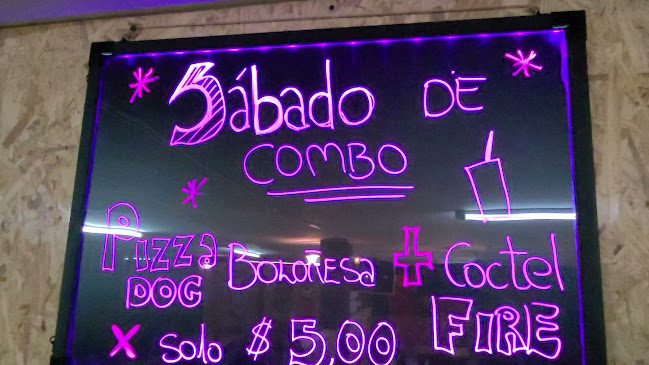 Sábado DE
COMBO
Pizza DOG Boloñesa + Coctel FIRE
X Solo $ 5,00